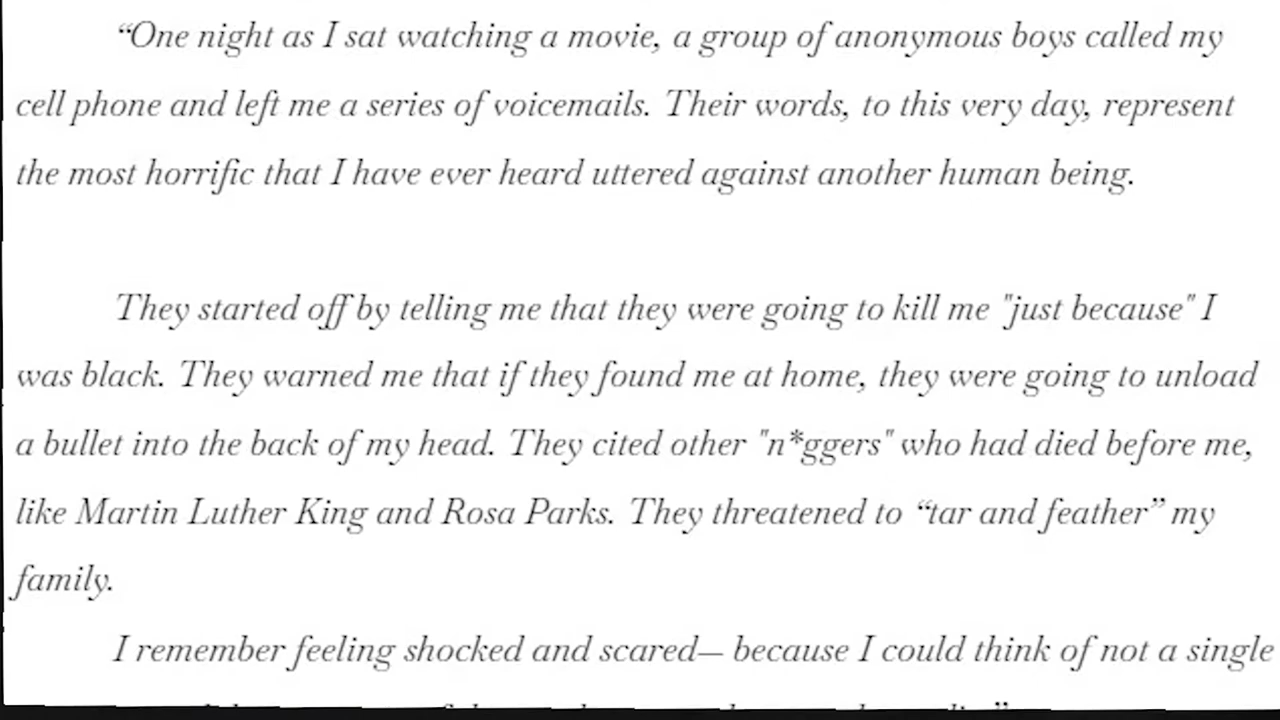 “One night as I sat watching a movie, a group of anonymous boys called my
cell phone and left me a series of voicemails. Their words, to this very day, represent
the most horrific that I have ever heard uttered against another human being.
They started off by telling me that they were going to kill me "just because" I
was black. They warned me that if they found me at home, they were going to unload
a bullet into the back of my head. They cited other "n*ggers" who had died before me,
like Martin Luther King and Rosa Parks. They threatened to “tar and feather” my
family.
I remember feeling shocked and scared— because I could think of not a single